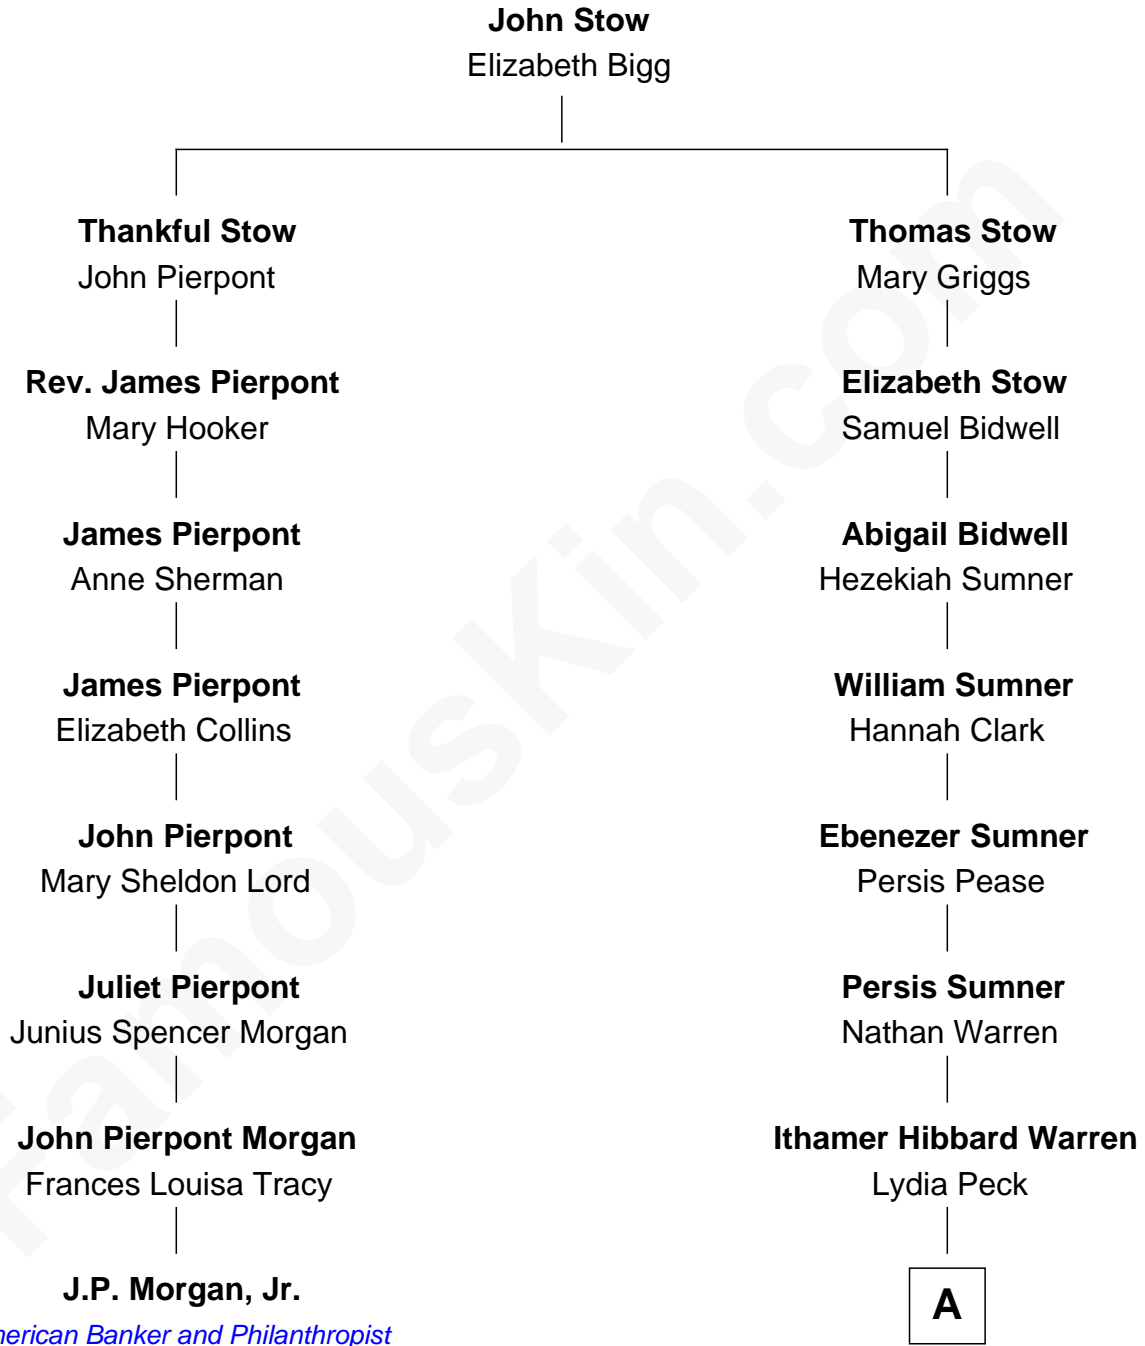 John Stow
Elizabeth Bigg
Thankful Stow
John Pierpont
Thomas Stow
Mary Griggs
Rev. James Pierpont
Mary Hooker
Elizabeth Stow
Samuel Bidwell
James Pierpont
Anne Sherman
Abigail Bidwell
Hezekiah Sumner
James Pierpont
Elizabeth Collins
William Sumner
Hannah Clark
John Pierpont
Mary Sheldon Lord
Ebenezer Sumner
Persis Pease
Juliet Pierpont
Junius Spencer Morgan
Persis Sumner
Nathan Warren
John Pierpont Morgan
Frances Louisa Tracy
Ithamer Hibbard Warren
Lydia Peck
J.P. Morgan, Jr.
merican Banker and Philanthropist
A
FamousKin.com